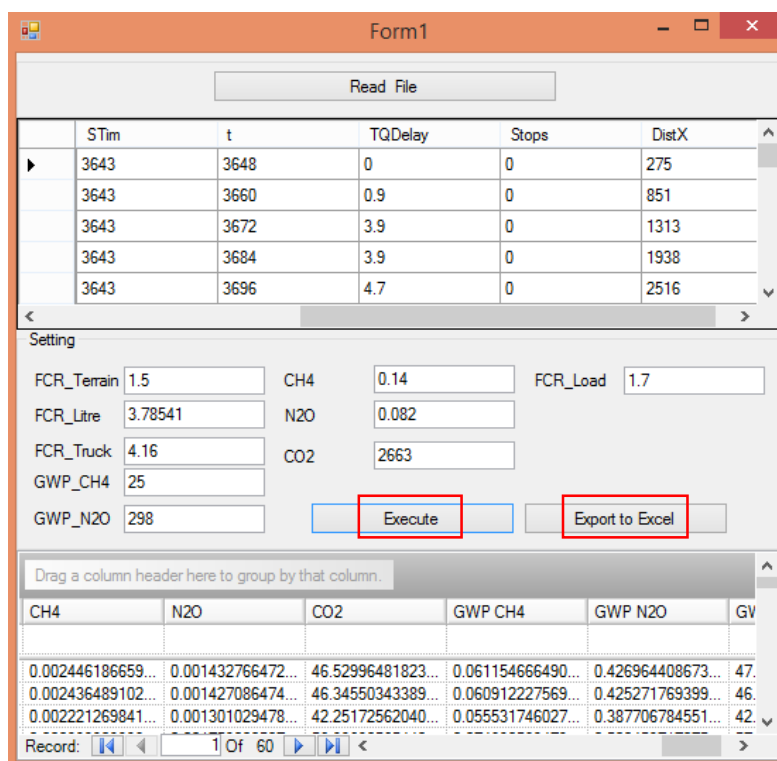 Form1
Read File
STim t TQDelay Stops DistX
3643 3648 0 0 275
3643 3660 0.9 0 851
3643 3672 3.9 0 1313
3643 3684 3.9 0 1938
3643 3696 4.7 0 2516
Setting
FCR_Terrain 1.5 CH4 0.14 FCR_Load 1.7
FCR_Litre 3.78541 N2O 0.082
FCR_Truck 4.16 CO2 2663
GWP_CH4 25
GWP_N2O 298 Execute Export to Excel
Drag a column header here to group by that column.
CH4 N2O CO2 GWP CH4 GWP N2O GW
0.002446186659... 0.001432766472... 46.52996481823... 0.061154666490... 0.426964408673... 47.
0.002436489102... 0.001427086474... 46.34550343389... 0.060912227569... 0.425271769399... 46.
0.002221269841... 0.001301029478... 42.25172562040... 0.055531746027... 0.387706784551... 42.
Record: 1 Of 60